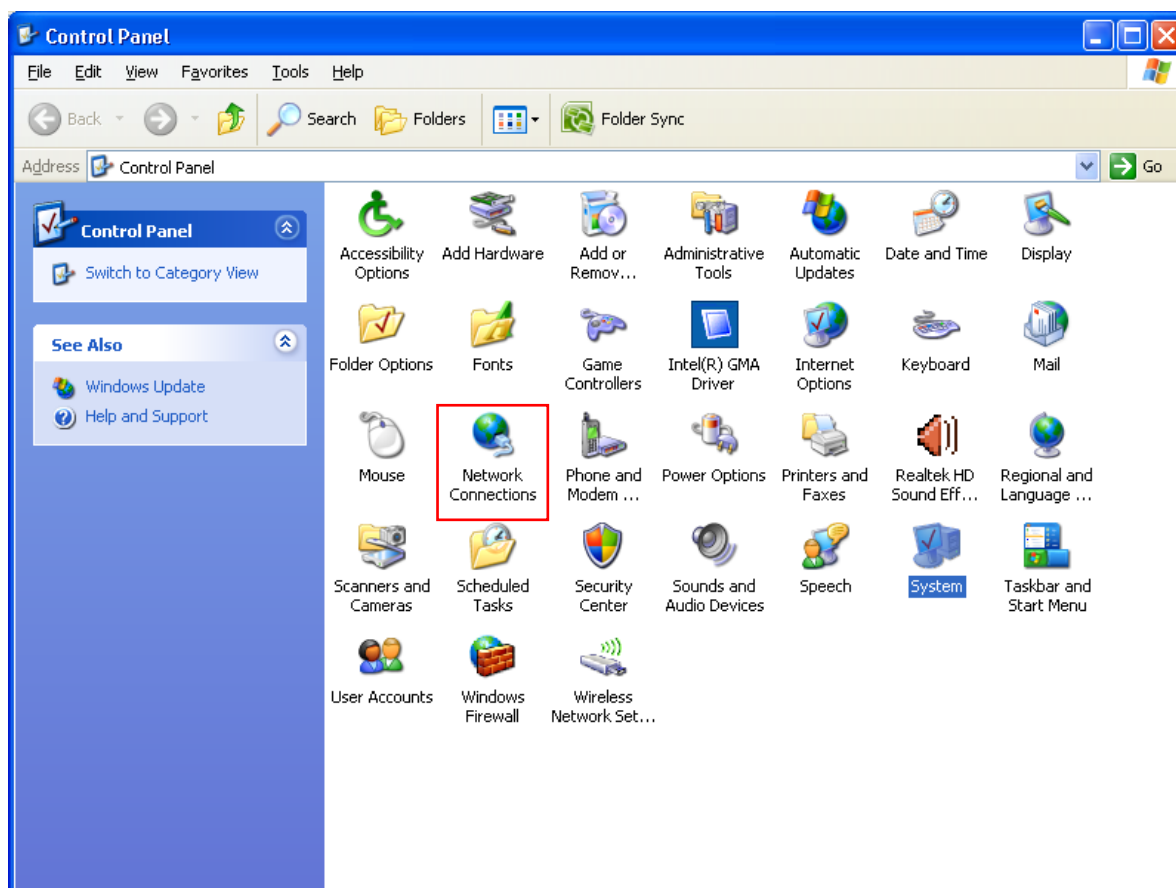 Control Panel
File Edit View Favorites Tools Help
Back Search Folders Folder Sync
Address Control Panel Go
Control Panel
Switch to Category View
See Also
Windows Update
Help and Support
Accessibility Options
Add Hardware
Add or Remov...
Administrative Tools
Automatic Updates
Date and Time
Display
Folder Options
Fonts
Game Controllers
Intel(R) GMA Driver
Internet Options
Keyboard
Mail
Mouse
Network Connections
Phone and Modem ...
Power Options
Printers and Faxes
Realtek HD Sound Eff...
Regional and Language ...
Scanners and Cameras
Scheduled Tasks
Security Center
Sounds and Audio Devices
Speech
System
Taskbar and Start Menu
User Accounts
Windows Firewall
Wireless Network Set...